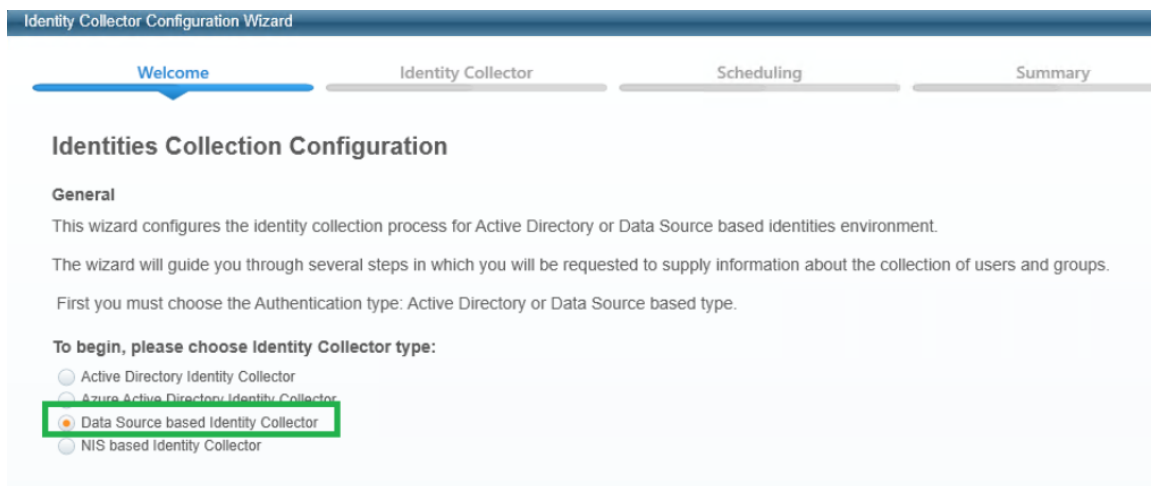 Identity Collector Configuration Wizard
Welcome Identity Collector Scheduling Summary
Identities Collection Configuration
General
This wizard configures the identity collection process for Active Directory or Data Source based identities environment.
The wizard will guide you through several steps in which you will be requested to supply information about the collection of users and groups.
First you must choose the Authentication type: Active Directory or Data Source based type.
To begin, please choose Identity Collector type:
Active Directory Identity Collector
Azure Active Directory Identity Collector
Data Source based Identity Collector
NIS based Identity Collector